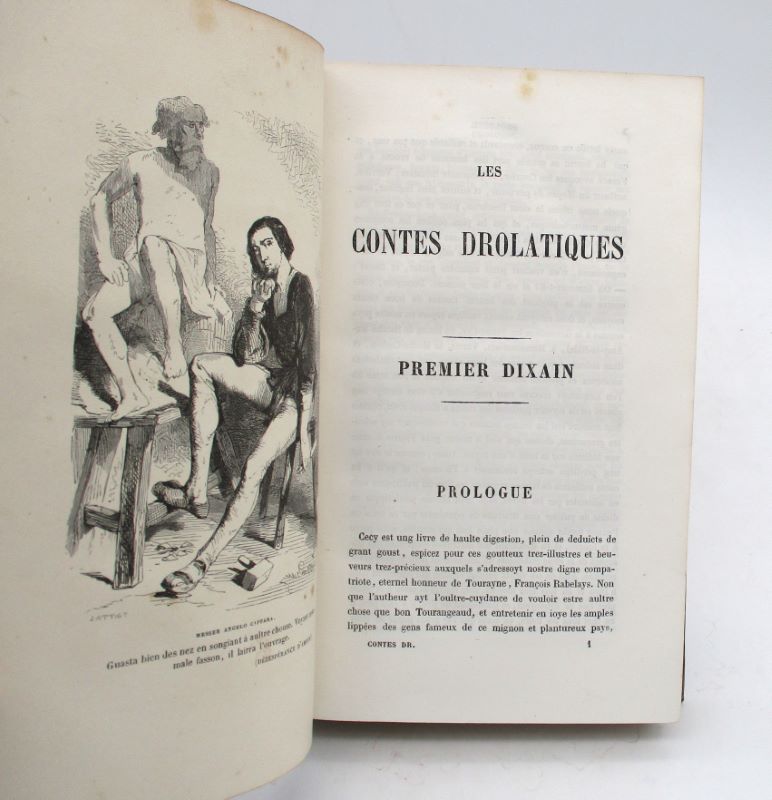 MESSER ANGELO CAPPARA.
Guasta bien des nez en songiant à aultre chouse. Voyant
male fasson, il lairra l'ouvrage.
LES
CONTES DROLATIQUES
PREMIER DIXAIN
PROLOGUE
Cecy est ung livre de haulte digestion, plein de deduicts de
grant goust, espicez pour ces goutteux trez-illustres et beu-
veurs trez-précieux auxquels s'adressoyt nostre digne compa-
triote, eternel honneur de Tourayne, François Rabelays. Non
que l'autheur ayt l'oultre-cuydance de vouloir estre aultre
chose que bon Tourangeaud, et entretenir en ioye les amples
lippées des gens fameux de ce mignon et plantureux pays,
CONTES DR. 1